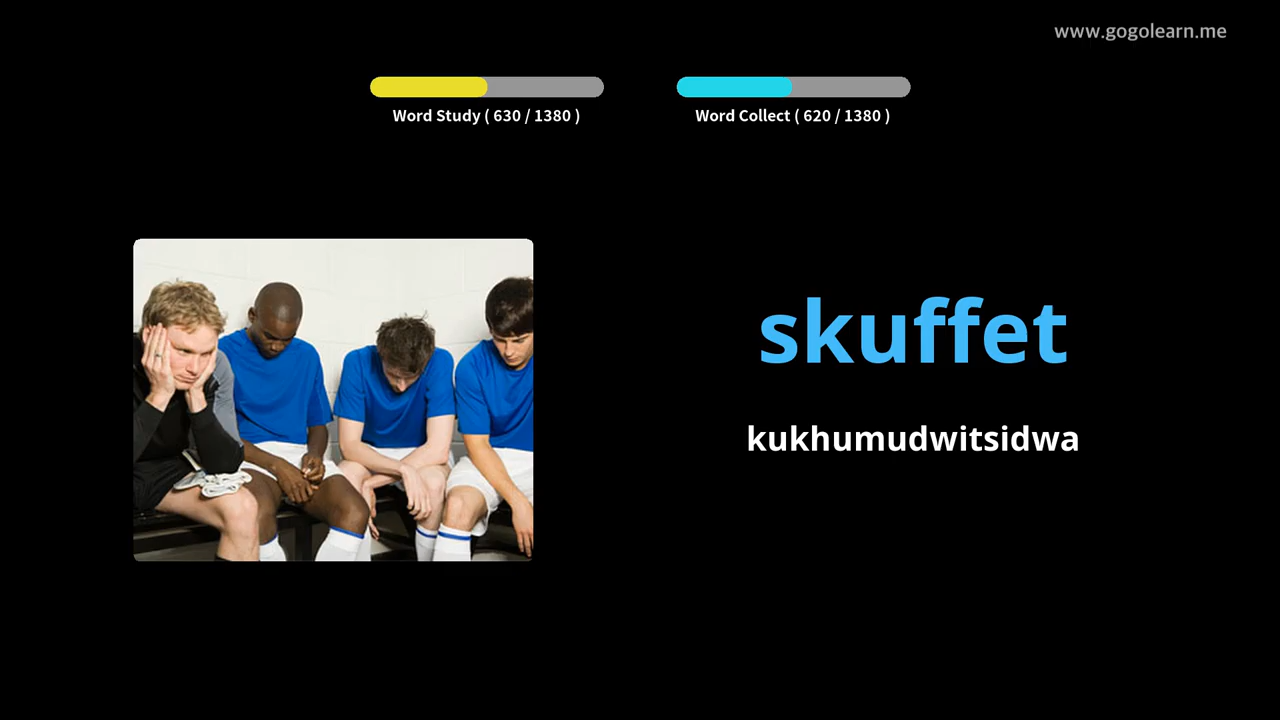 www.gogolearn.me
Word Study ( 630 / 1380 )
Word Collect ( 620 / 1380 )
skuffet
kukhumudwitsidwa